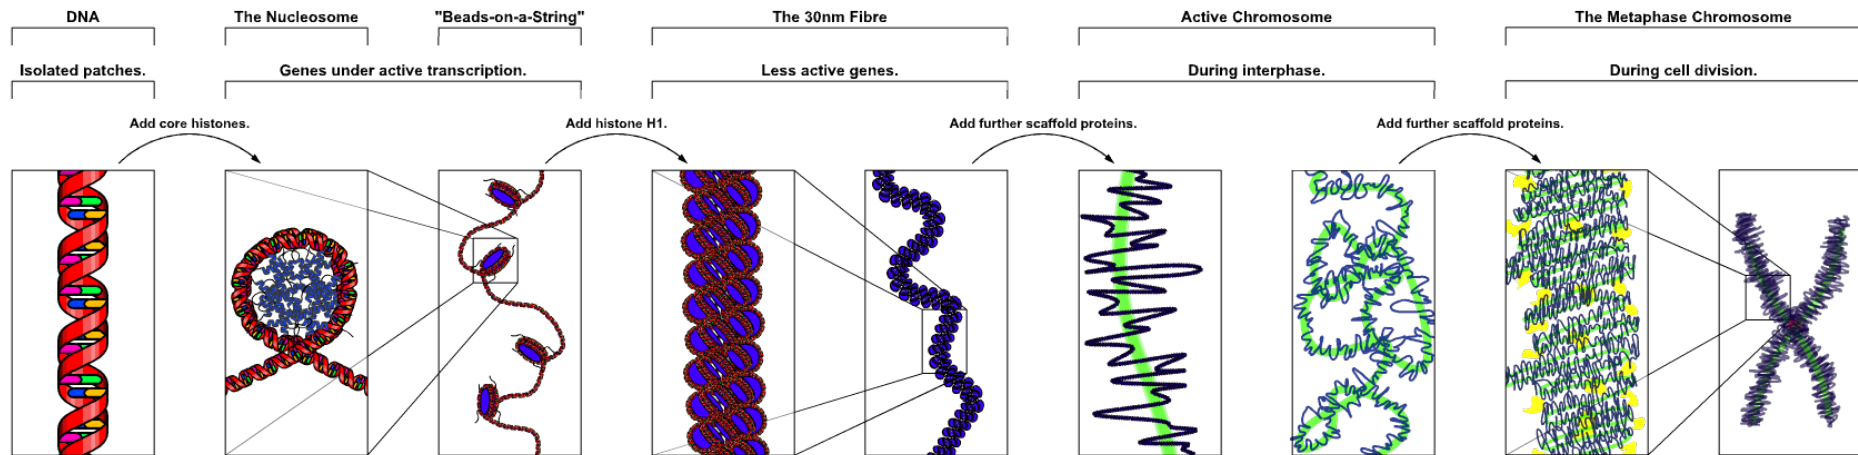 DNA
The Nucleosome
"Beads-on-a-String"
The 30nm Fibre
Active Chromosome
The Metaphase Chromosome
Isolated patches.
Genes under active transcription.
Less active genes.
During interphase.
During cell division.
Add core histones.
Add histone H1.
Add further scaffold proteins.
Add further scaffold proteins.